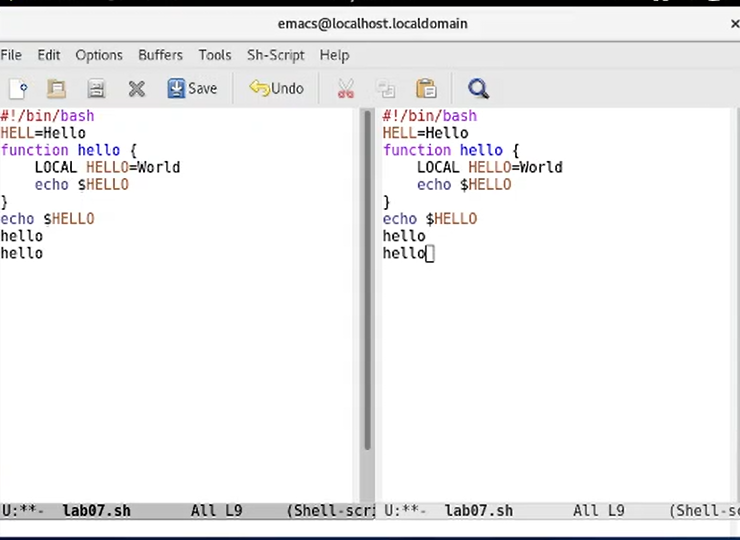 emacs@localhost.localdomain
File Edit Options Buffers Tools Sh-Script Help
Save Undo
#!/bin/bash
HELL=Hello
function hello {
LOCAL HELLO=World
echo $HELLO
}
echo $HELLO
hello
hello
U:**- lab07.sh All L9 (Shell-scri
#!/bin/bash
HELL=Hello
function hello {
LOCAL HELLO=World
echo $HELLO
}
echo $HELLO
hello
hello
U:**- lab07.sh All L9 (Shell-sc